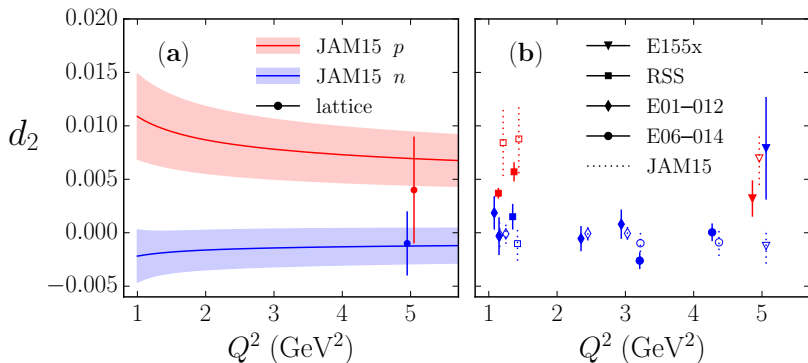 0.020
0.015
0.010
0.005
0.000
−0.005
d₂
(a)
JAM15 p
JAM15 n
lattice
1 2 3 4 5
Q² (GeV²)
(b)
E155x
RSS
E01−012
E06−014
JAM15
1 2 3 4 5
Q² (GeV²)